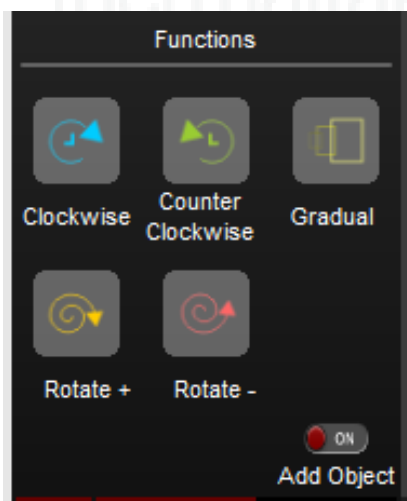 Functions
Clockwise
Counter
Clockwise
Gradual
Rotate +
Rotate -
ON
Add Object